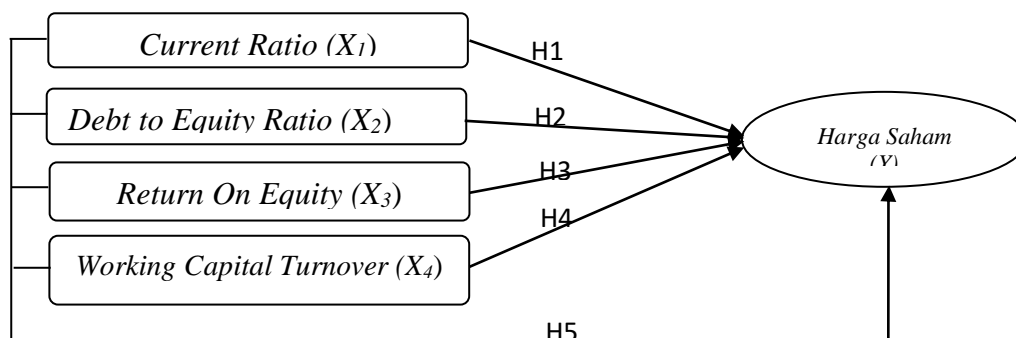 Current Ratio (X1)
H1
Debt to Equity Ratio (X2)
H2
Harga Saham
(Y)
Return On Equity (X3)
H3
H4
Working Capital Turnover (X4)
H5